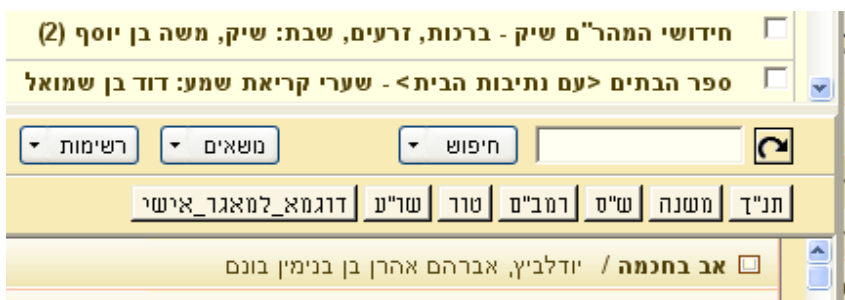 חידושי המהר"ם שיק - ברכות, זרעים, שבת: שיק, משה בן יוסף (2)
ספר הבתים <עם נתיבות הבית> - שערי קריאת שמע: דוד בן שמואל
חיפוש נושאים רשימות
תנ"ך משנה ש"ס רמב"ם טור שו"ע דוגמא_למאגר_אישי
אב בחכמה / יודלביץ, אברהם אהרן בן בנימין בונם